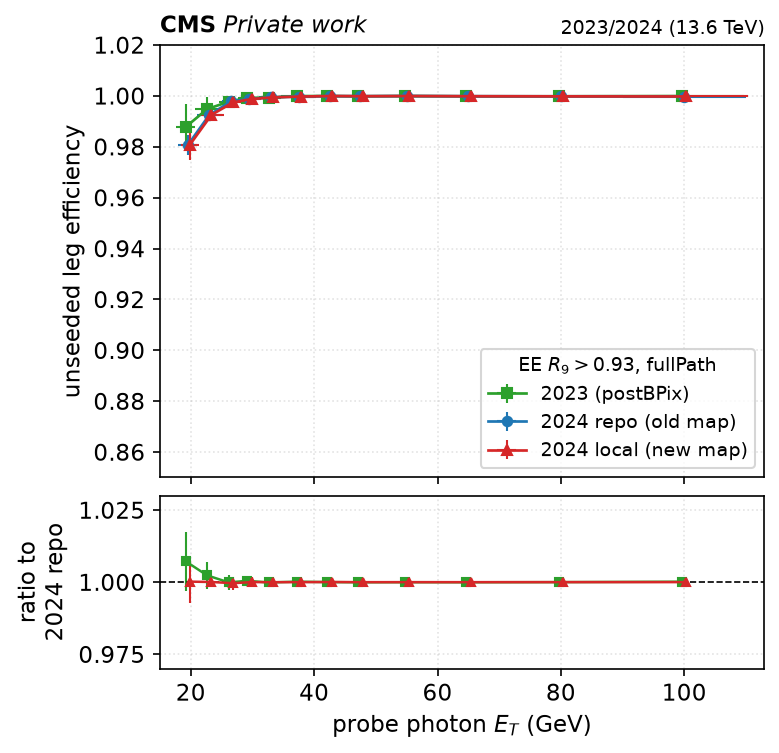 CMS Private work
2023/2024 (13.6 TeV)
1.02
1.00
0.98
0.96
0.94
0.92
0.90
0.88
0.86
unseeded leg efficiency
EE R₉ > 0.93, fullPath
2023 (postBPix)
2024 repo (old map)
2024 local (new map)
1.025
1.000
0.975
ratio to
2024 repo
20 40 60 80 100
probe photon E_T (GeV)